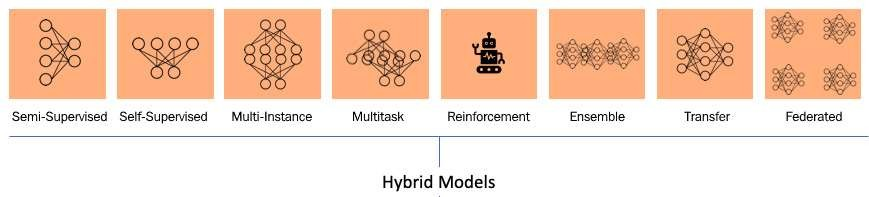 Semi-Supervised Self-Supervised Multi-Instance Multitask Reinforcement Ensemble Transfer Federated
Hybrid Models